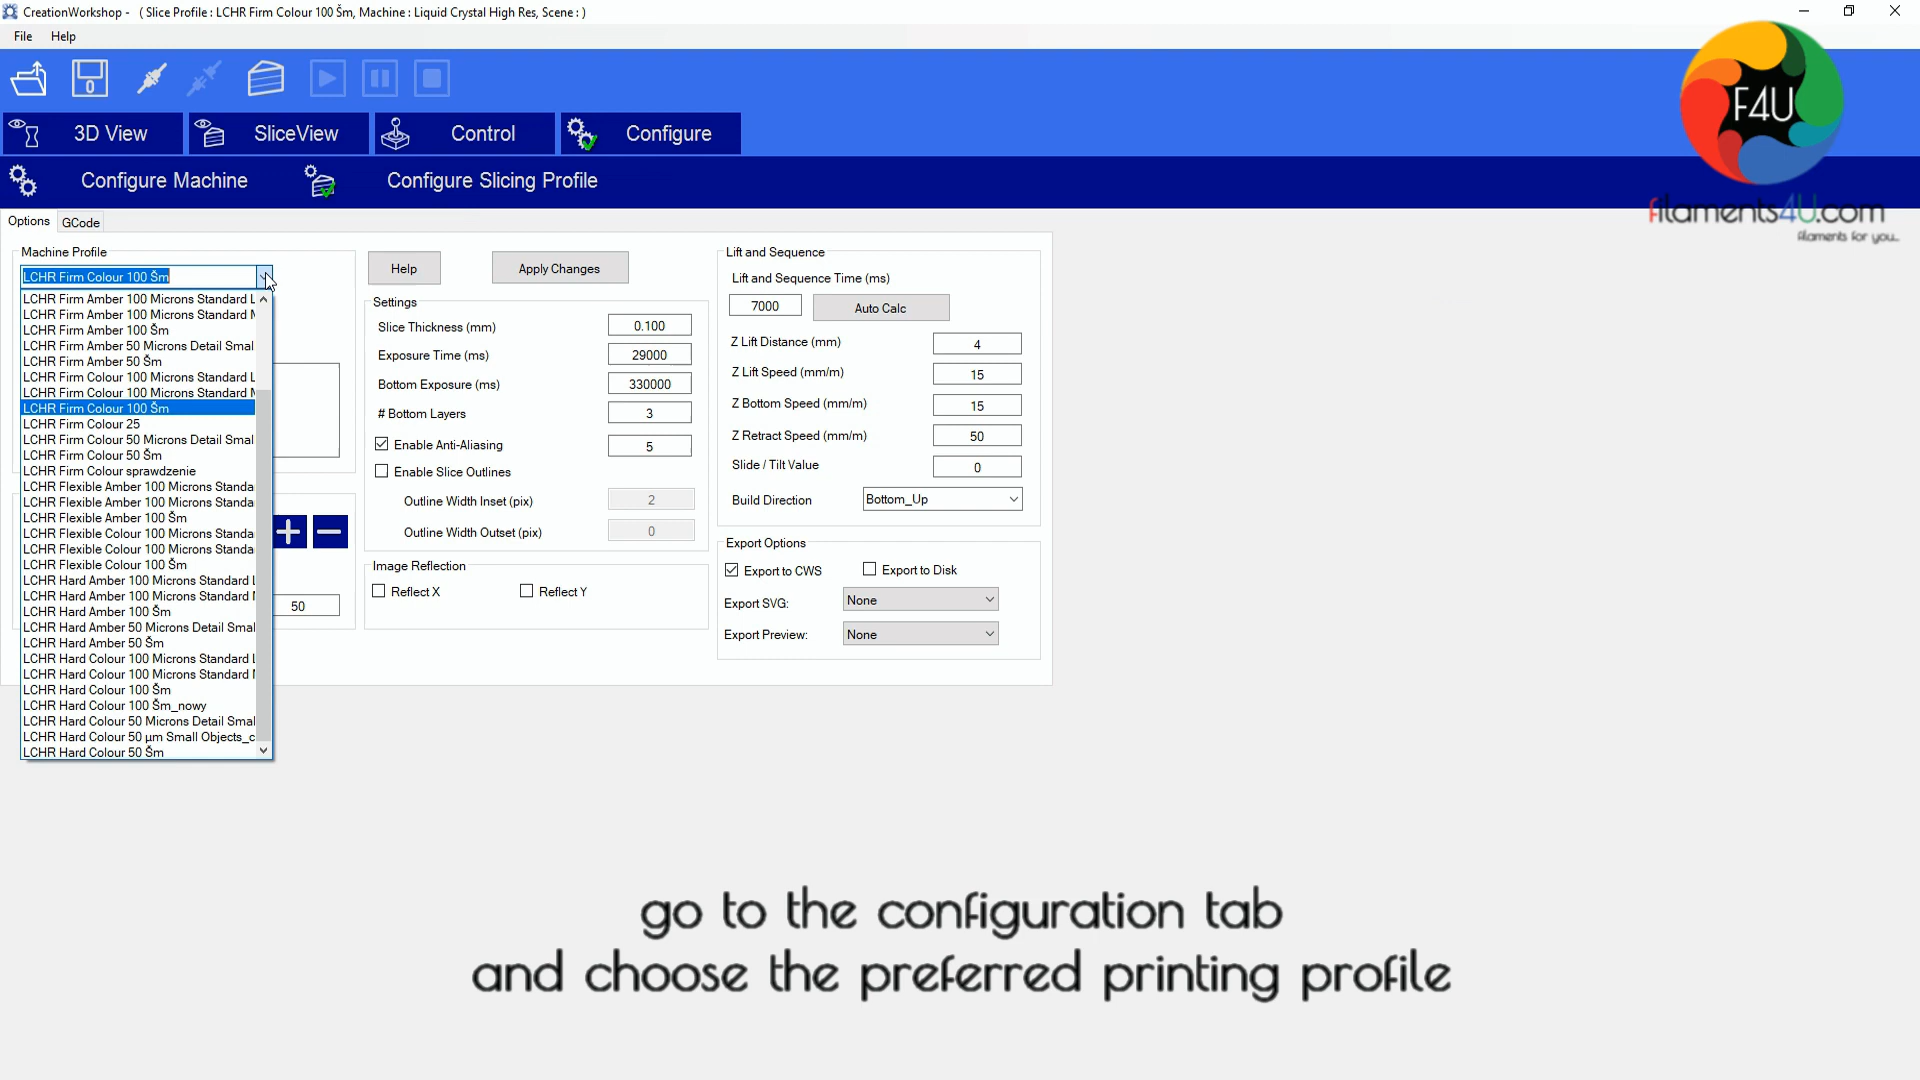 CreationWorkshop - ( Slice Profile : LCHR Firm Colour 100 Šm, Machine : Liquid Crystal High Res, Scene : )
File Help
3D View SliceView Control Configure
F4U
Configure Machine Configure Slicing Profile
filaments4U.com
filaments for you...
Options GCode
Machine Profile
LCHR Firm Colour 100 Šm
LCHR Firm Amber 100 Microns Standard L
LCHR Firm Amber 100 Microns Standard M
LCHR Firm Amber 100 Šm
LCHR Firm Amber 50 Microns Detail Smal
LCHR Firm Amber 50 Šm
LCHR Firm Colour 100 Microns Standard L
LCHR Firm Colour 100 Microns Standard M
LCHR Firm Colour 100 Šm
LCHR Firm Colour 25
LCHR Firm Colour 50 Microns Detail Smal
LCHR Firm Colour 50 Šm
LCHR Firm Colour sprawdzenie
LCHR Flexible Amber 100 Microns Standa
LCHR Flexible Amber 100 Microns Standa
LCHR Flexible Amber 100 Šm
LCHR Flexible Colour 100 Microns Standa
LCHR Flexible Colour 100 Microns Standa
LCHR Flexible Colour 100 Šm
LCHR Hard Amber 100 Microns Standard L
LCHR Hard Amber 100 Microns Standard M
LCHR Hard Amber 100 Šm
LCHR Hard Amber 50 Microns Detail Smal
LCHR Hard Amber 50 Šm
LCHR Hard Colour 100 Microns Standard L
LCHR Hard Colour 100 Microns Standard M
LCHR Hard Colour 100 Šm
LCHR Hard Colour 100 Šm_nowy
LCHR Hard Colour 50 Microns Detail Smal
LCHR Hard Colour 50 µm Small Objects_c
LCHR Hard Colour 50 Šm
50
Help Apply Changes
Settings
Slice Thickness (mm) 0.100
Exposure Time (ms) 29000
Bottom Exposure (ms) 330000
# Bottom Layers 3
Enable Anti-Aliasing 5
Enable Slice Outlines
Outline Width Inset (pix) 2
Outline Width Outset (pix) 0
Image Reflection
Reflect X Reflect Y
Lift and Sequence
Lift and Sequence Time (ms)
7000 Auto Calc
Z Lift Distance (mm) 4
Z Lift Speed (mm/m) 15
Z Bottom Speed (mm/m) 15
Z Retract Speed (mm/m) 50
Slide / Tilt Value 0
Build Direction Bottom_Up
Export Options
Export to CWS Export to Disk
Export SVG: None
Export Preview: None
go to the configuration tab
and choose the preferred printing profile